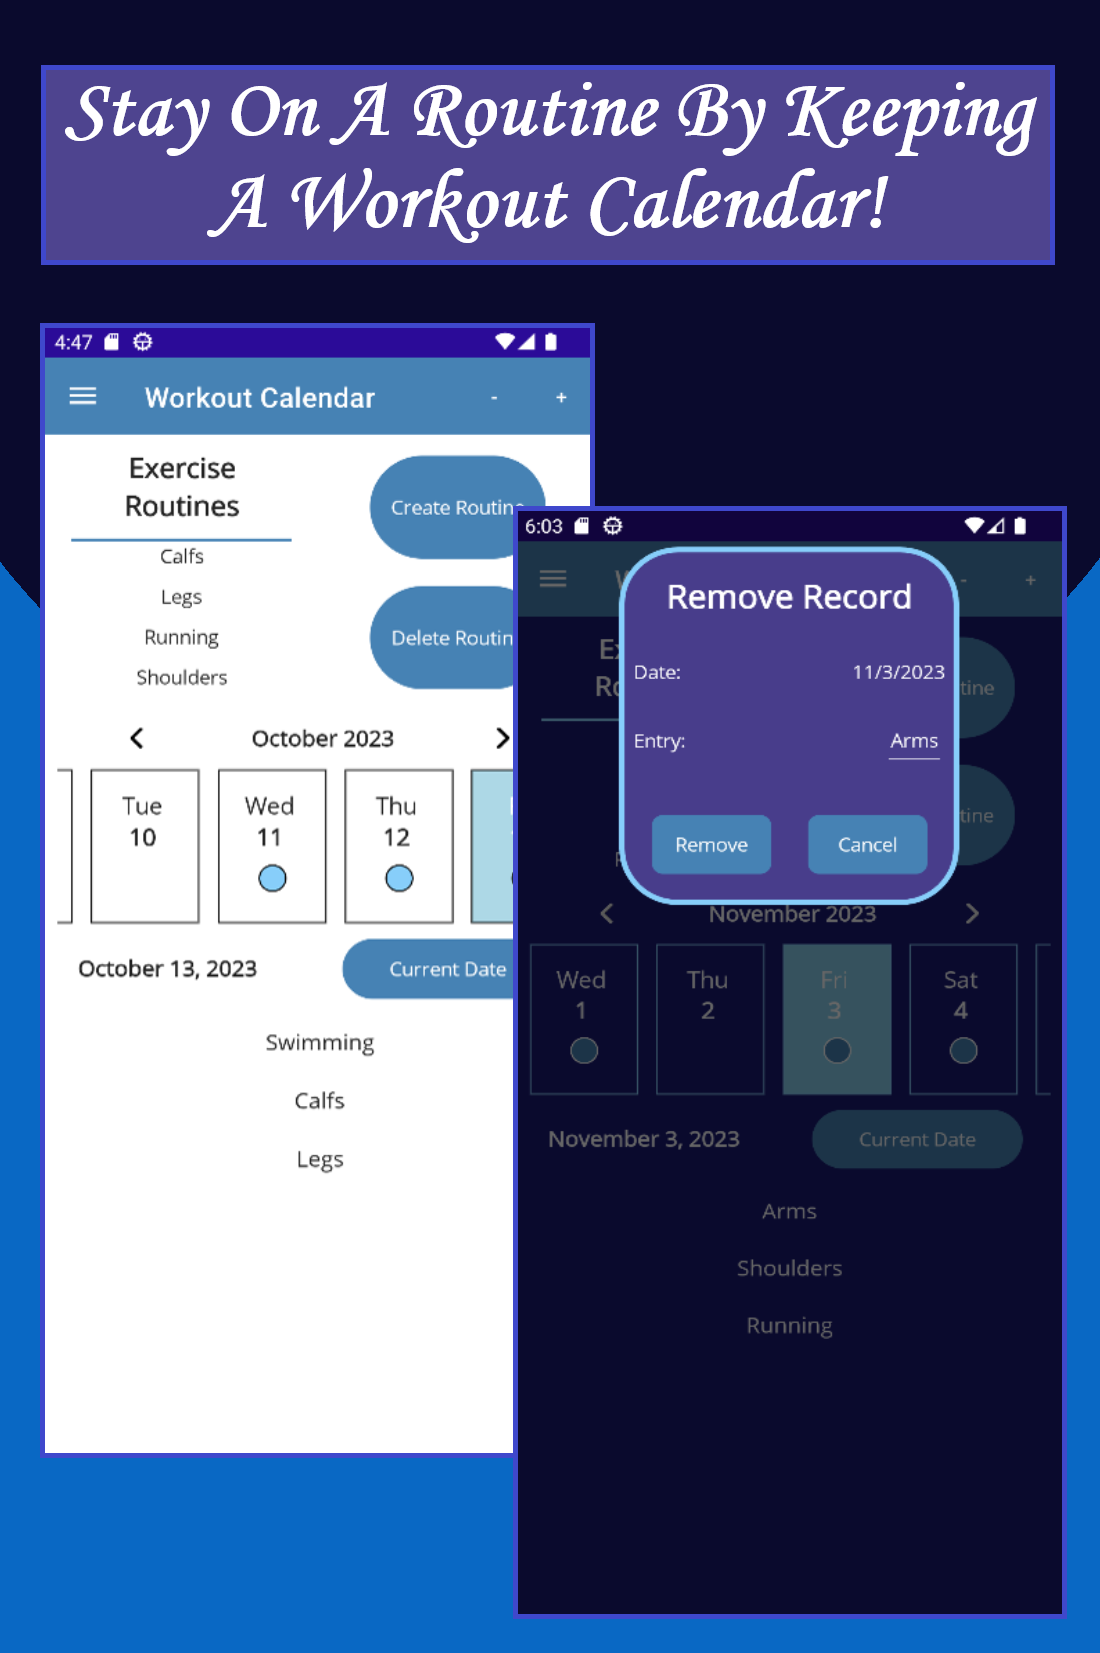 Stay On A Routine By Keeping
A Workout Calendar!
4:47
Workout Calendar
-
+
Exercise
Routines
Create Routine
Calfs
Legs
Delete Routin
Running
Shoulders
October 2023
Tue
10
Wed
11
Thu
12
October 13, 2023
Current Date
Swimming
Calfs
Legs
6:03
-
+
Remove Record
Date:
11/3/2023
Entry:
Arms
Remove
Cancel
tine
tine
November 2023
Wed
1
Thu
2
Fri
3
Sat
4
November 3, 2023
Current Date
Arms
Shoulders
Running